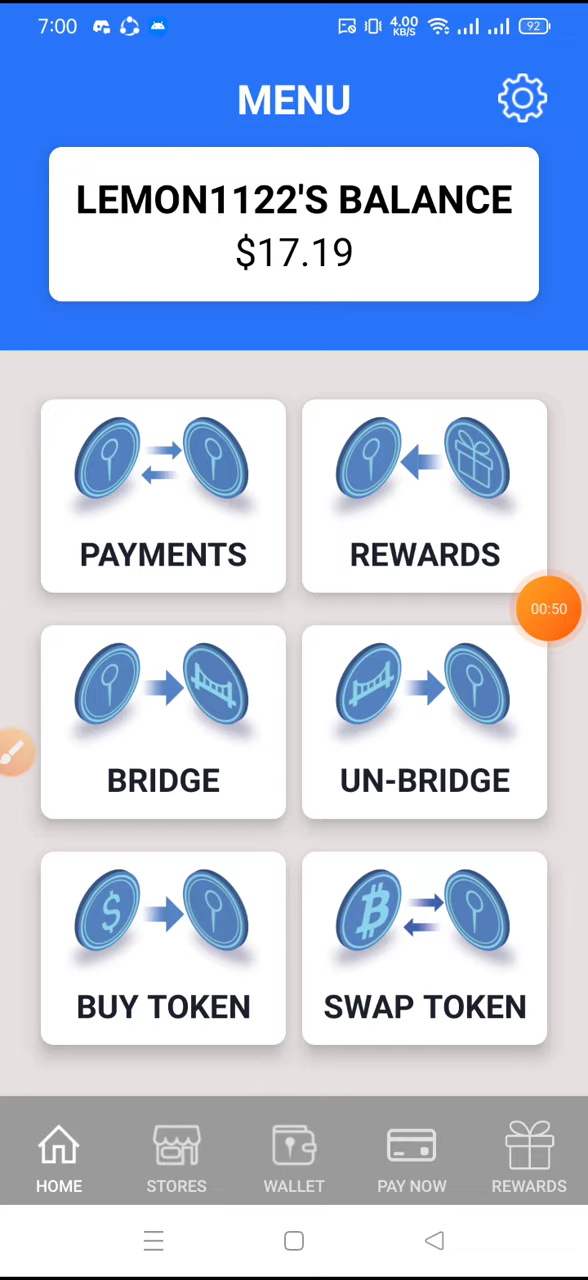 7:00
4.00
KB/S
92
MENU
LEMON1122'S BALANCE
$17.19
PAYMENTS
REWARDS
00:50
BRIDGE
UN-BRIDGE
BUY TOKEN
SWAP TOKEN
HOME
STORES
WALLET
PAY NOW
REWARDS